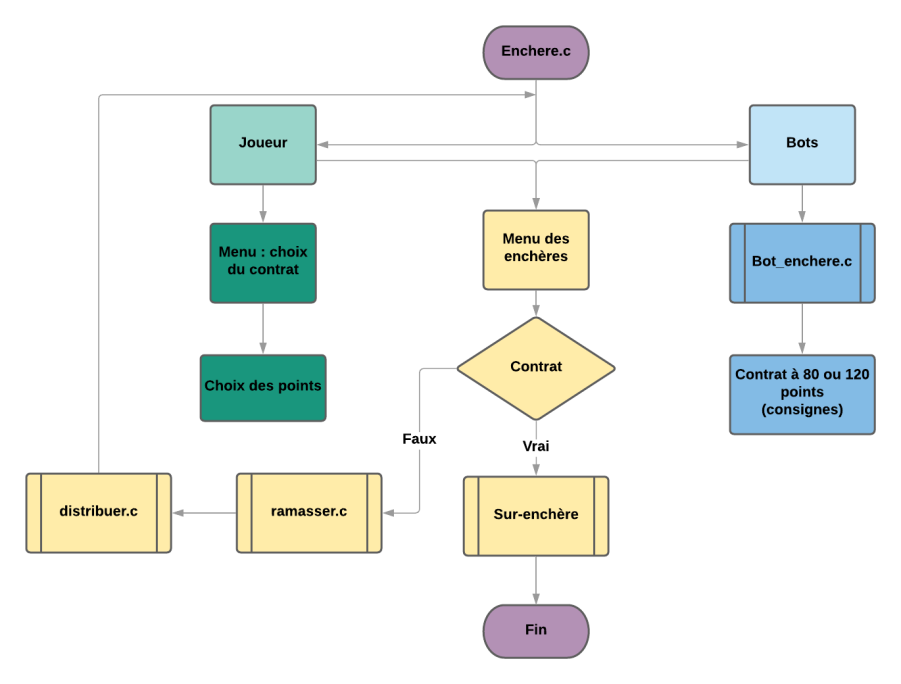 Enchere.c
Joueur
Bots
Menu : choix
du contrat
Menu des
enchères
Bot_enchere.c
Contrat
Choix des points
Contrat à 80 ou 120
points
(consignes)
Faux
Vrai
distribuer.c
ramasser.c
Sur-enchère
Fin